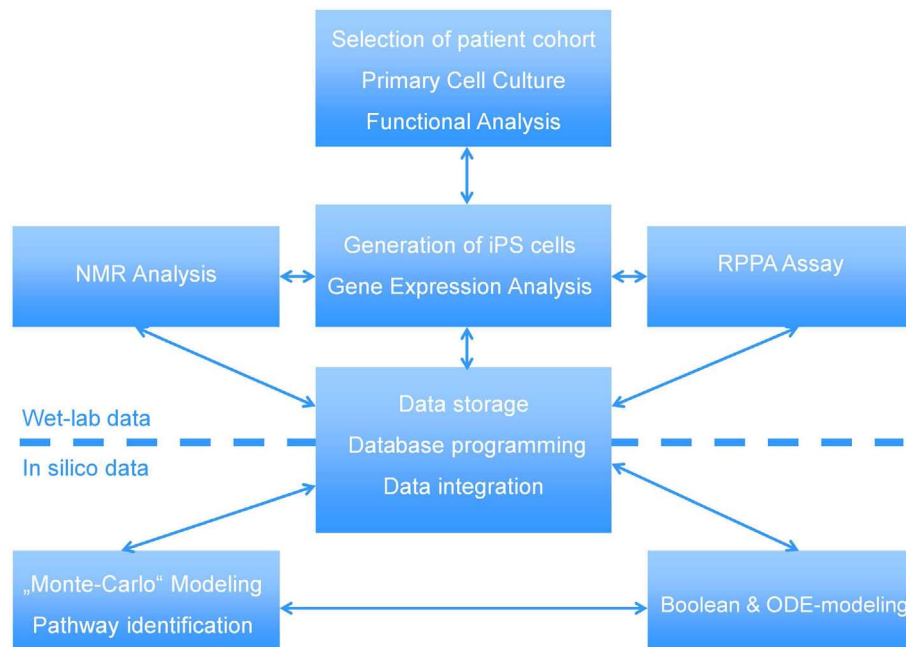 Selection of patient cohort
Primary Cell Culture
Functional Analysis
NMR Analysis
Generation of iPS cells
Gene Expression Analysis
RPPA Assay
Wet-lab data
In silico data
Data storage
Database programming
Data integration
„Monte-Carlo“ Modeling
Pathway identification
Boolean & ODE-modeling